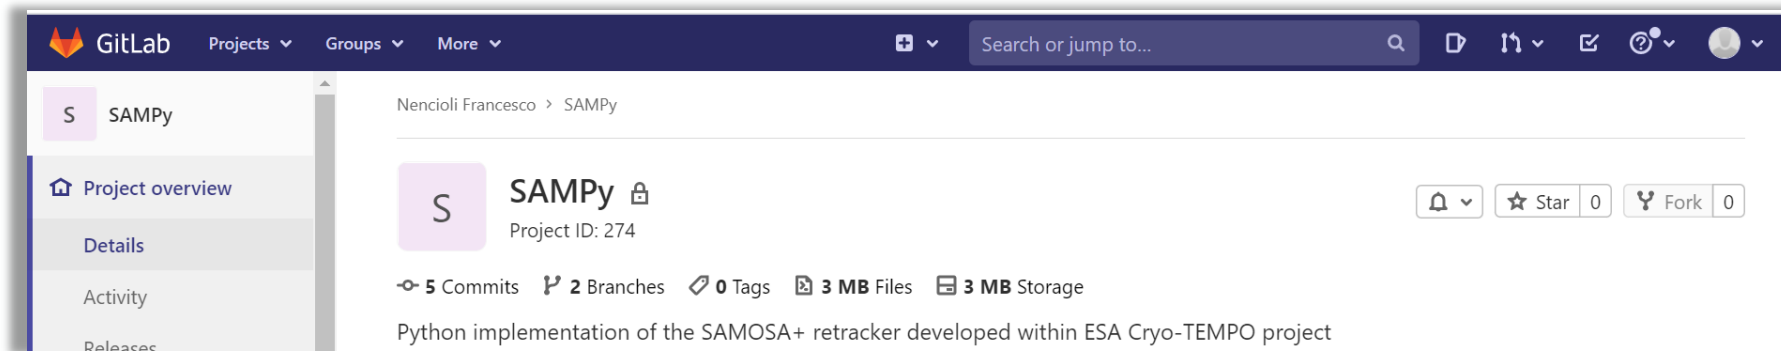 GitLab Projects Groups More Search or jump to...
S SAMPy
Nencioli Francesco > SAMPy
Project overview
Details
Activity
Releases
S
SAMPy
Project ID: 274
Star 0 Fork 0
5 Commits 2 Branches 0 Tags 3 MB Files 3 MB Storage
Python implementation of the SAMOSA+ retracker developed within ESA Cryo-TEMPO project